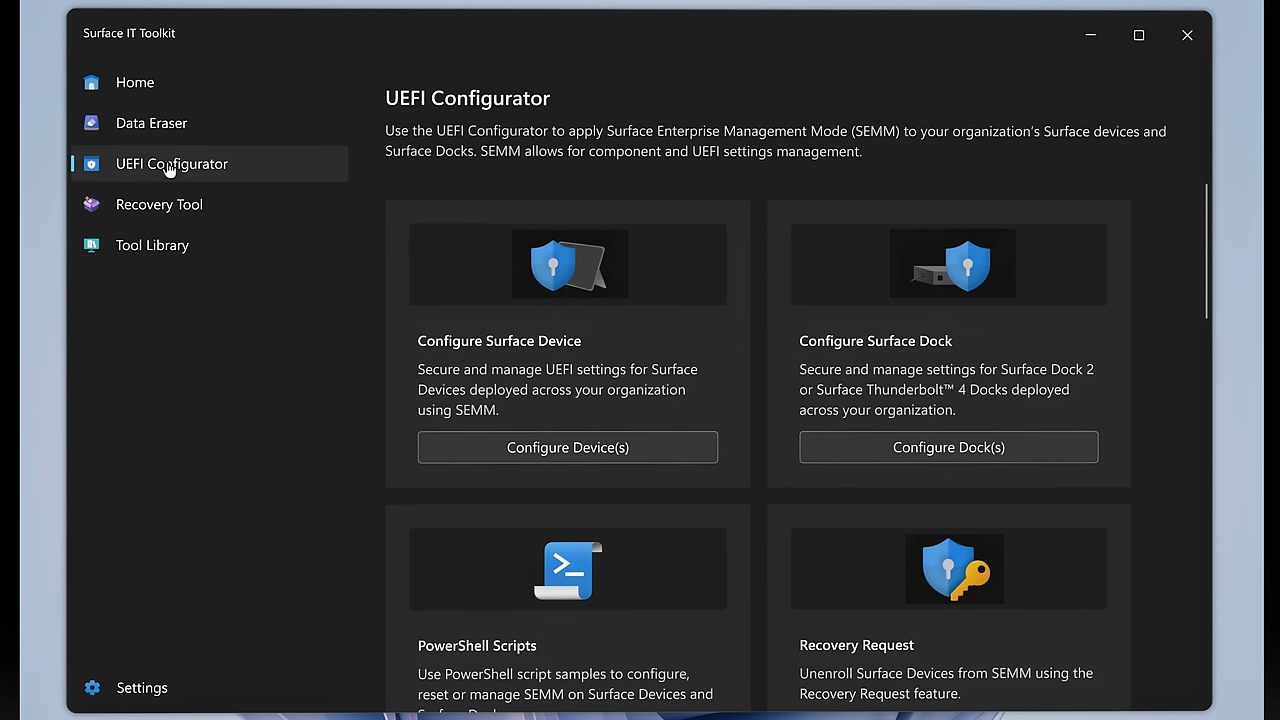 Surface IT Toolkit
Home
Data Eraser
UEFI Configurator
Recovery Tool
Tool Library
Settings
UEFI Configurator
Use the UEFI Configurator to apply Surface Enterprise Management Mode (SEMM) to your organization's Surface devices and
Surface Docks. SEMM allows for component and UEFI settings management.
Configure Surface Device
Secure and manage UEFI settings for Surface
Devices deployed across your organization
using SEMM.
Configure Device(s)
Configure Surface Dock
Secure and manage settings for Surface Dock 2
or Surface Thunderbolt™ 4 Docks deployed
across your organization.
Configure Dock(s)
PowerShell Scripts
Use PowerShell script samples to configure,
reset or manage SEMM on Surface Devices and
Recovery Request
Unenroll Surface Devices from SEMM using the
Recovery Request feature.